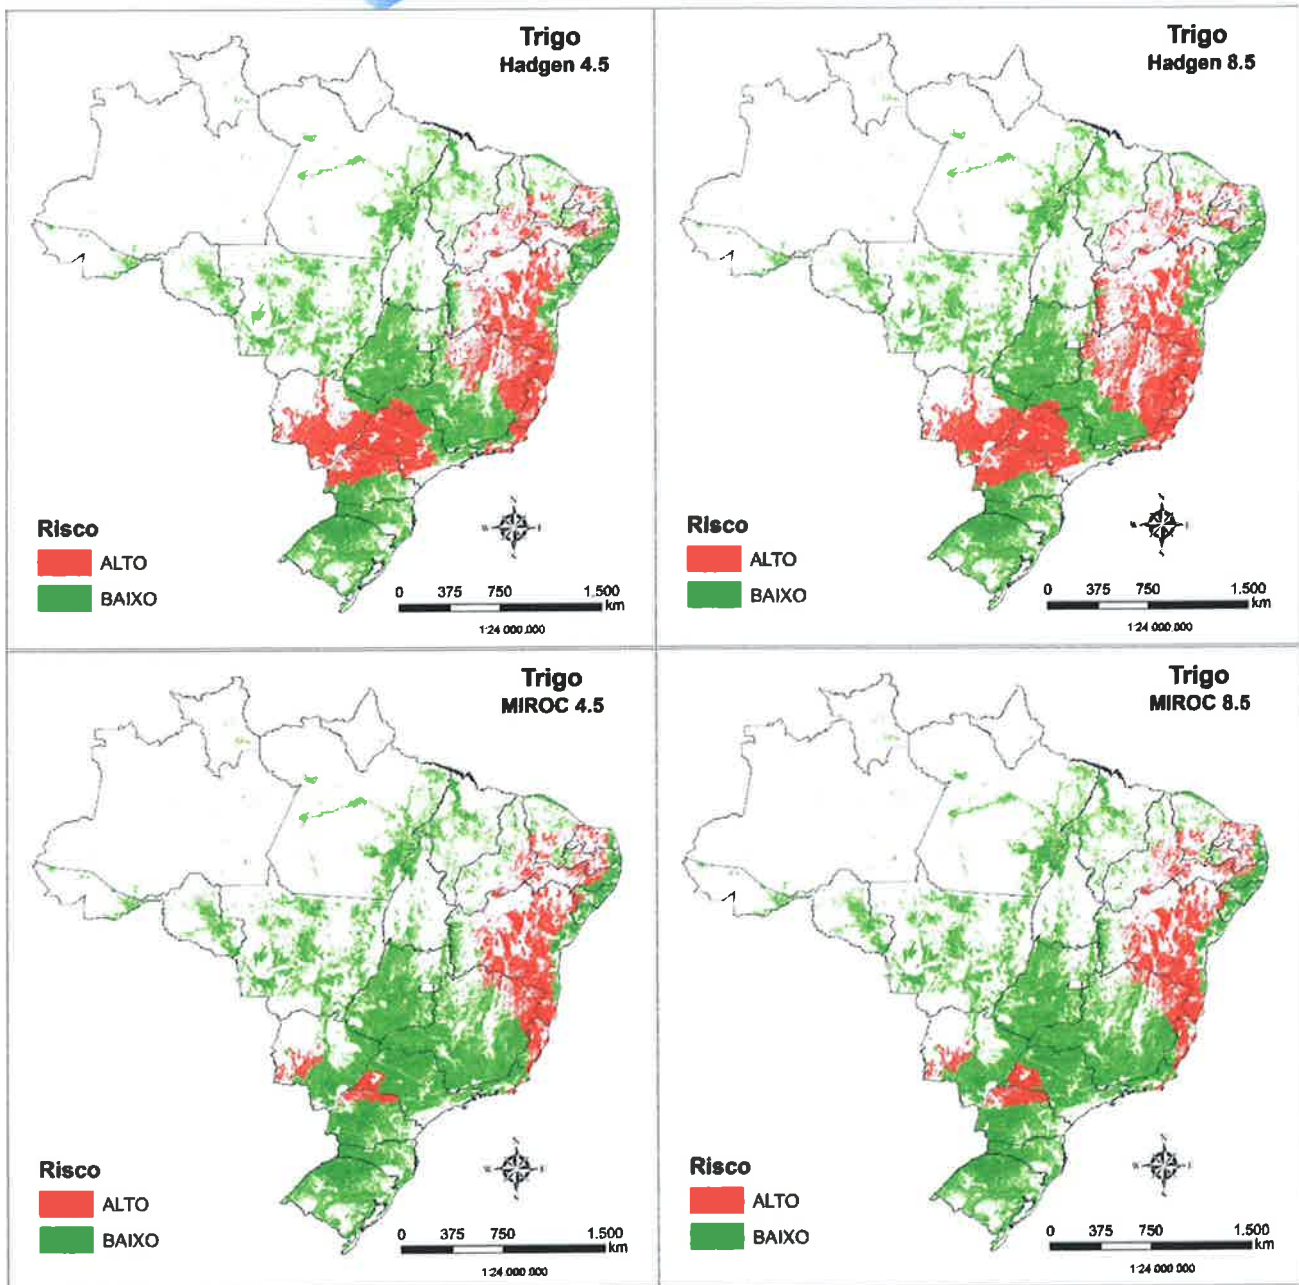 Trigo
Hadgen 4.5
N
W
E
S
Risco
ALTO
BAIXO
0 375 750 1.500
km
1:24 000.000
Trigo
Hadgen 8.5
N
W
E
S
Risco
ALTO
BAIXO
0 375 750 1.500
km
1:24 000.000
Trigo
MIROC 4.5
N
W
E
S
Risco
ALTO
BAIXO
0 375 750 1.500
km
1:24 000 000
Trigo
MIROC 8.5
N
W
E
S
Risco
ALTO
BAIXO
0 375 750 1.500
km
1:24 000 000